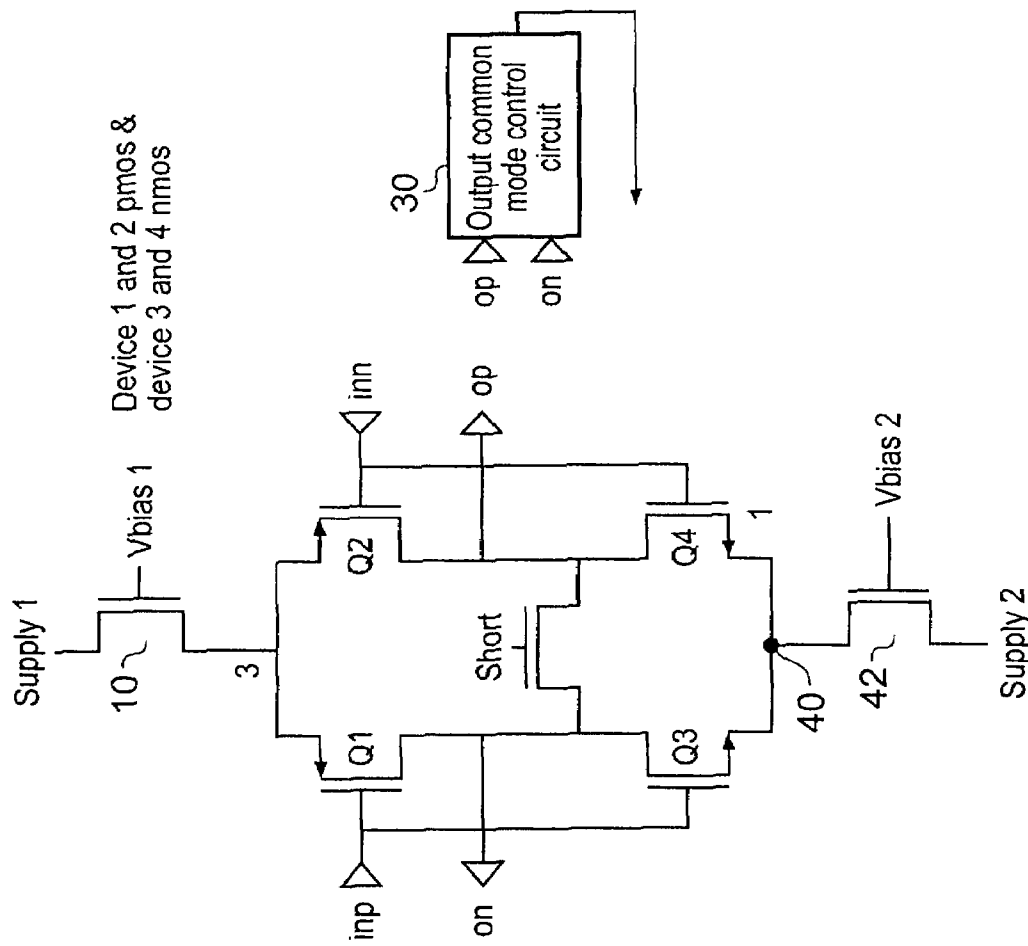 Supply 1
10
Vbias 1
3
Device 1 and 2 pmos &
device 3 and 4 nmos
inp
Q1
Q2
inn
on
op
Short
Q3
Q4
1
40
42
Vbias 2
Supply 2
30
Output common
mode control
circuit
op
on